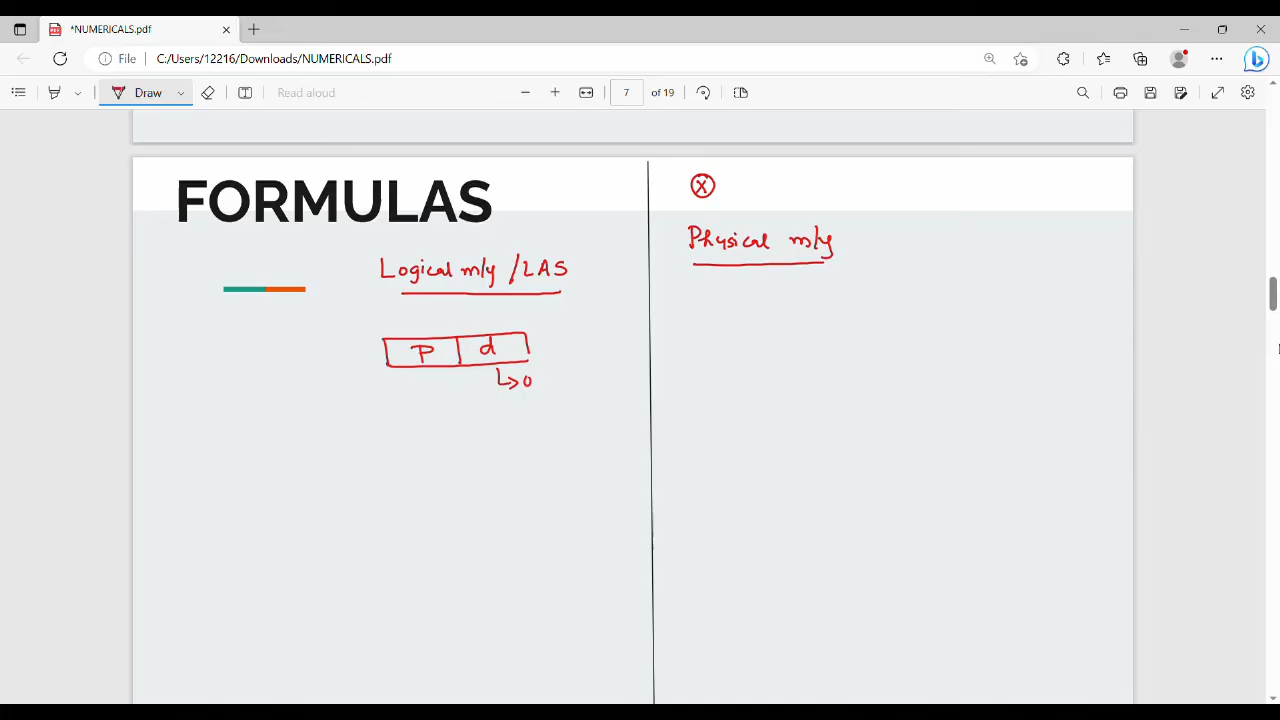 *NUMERICALS.pdf
File C:/Users/12216/Downloads/NUMERICALS.pdf
Draw Read aloud 7 of 19
FORMULAS
Logical m/y /LAS
P d
↳ 0
X
Physical m/y